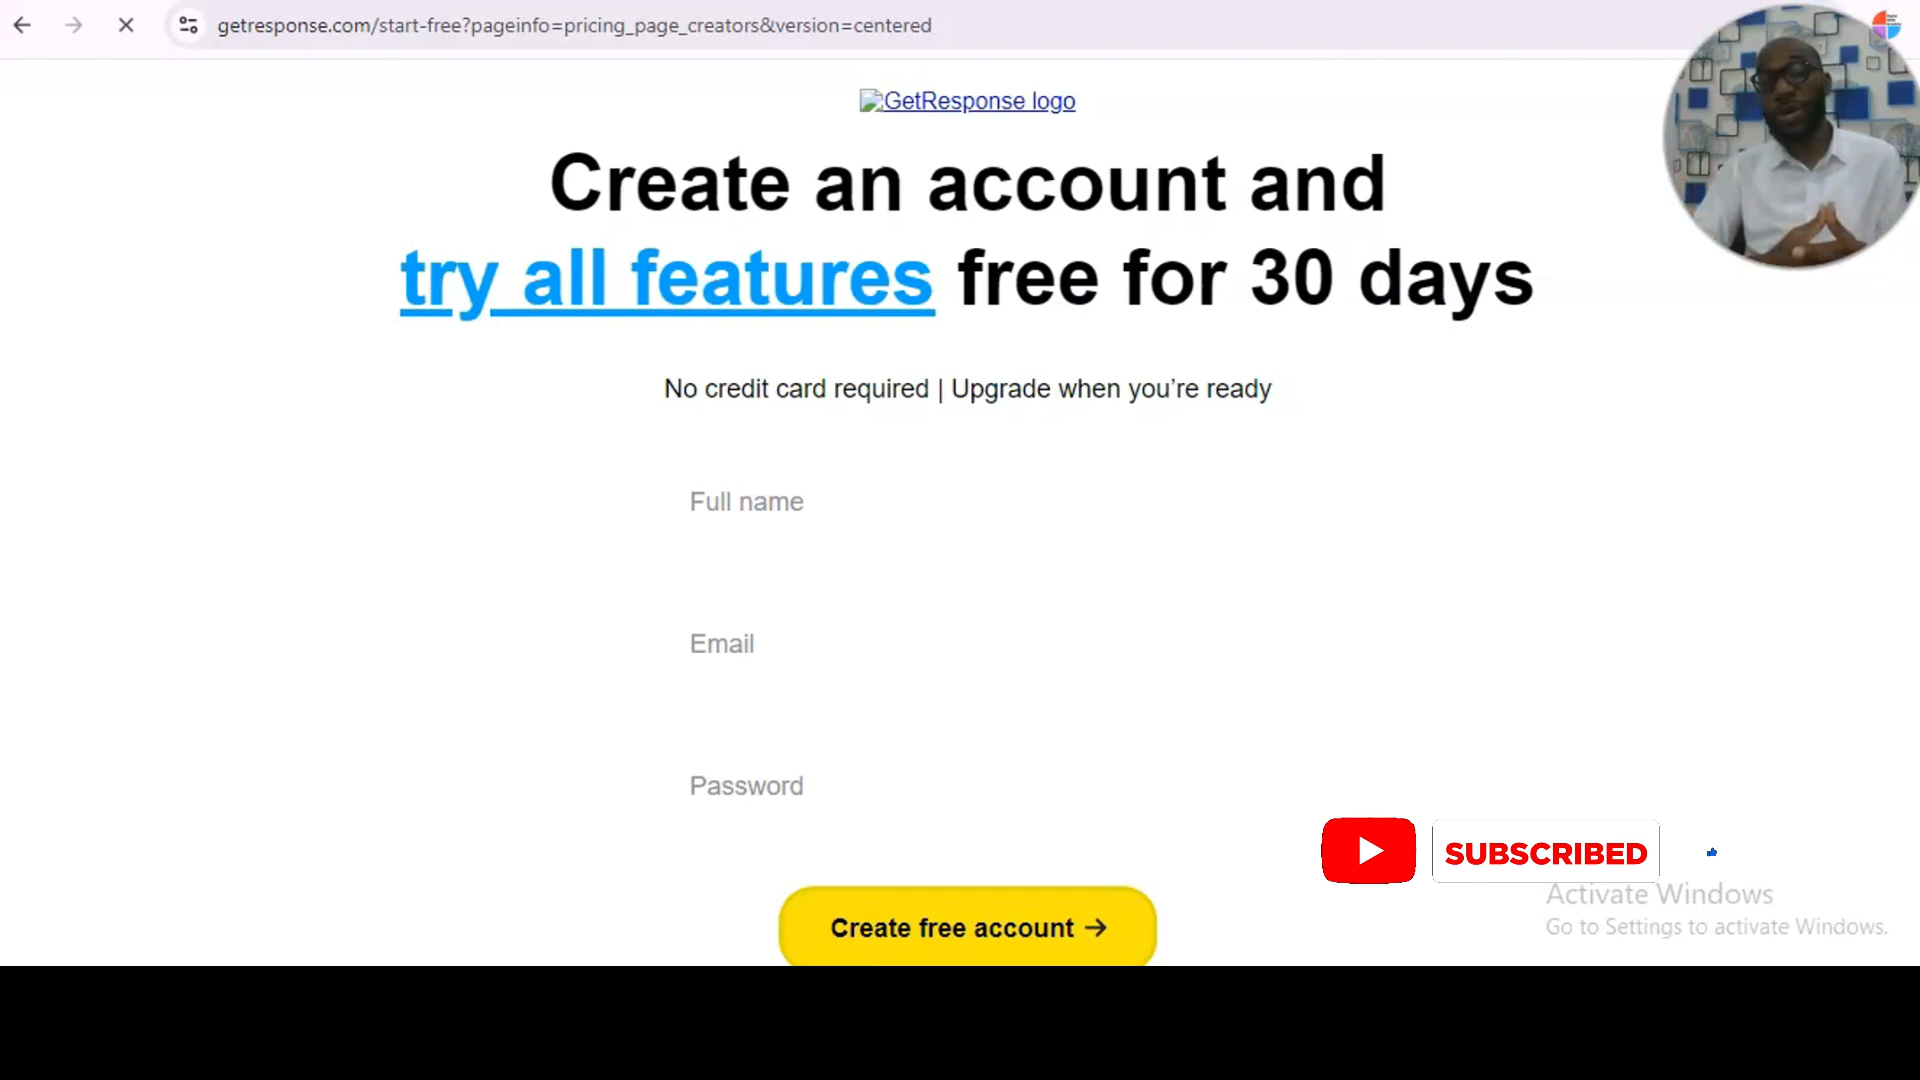 getresponse.com/start-free?pageinfo=pricing_page_creators&version=centered
GetResponse logo
Create an account and
try all features free for 30 days
No credit card required | Upgrade when you’re ready
Full name
Email
Password
SUBSCRIBED
Activate Windows
Go to Settings to activate Windows.
Create free account →